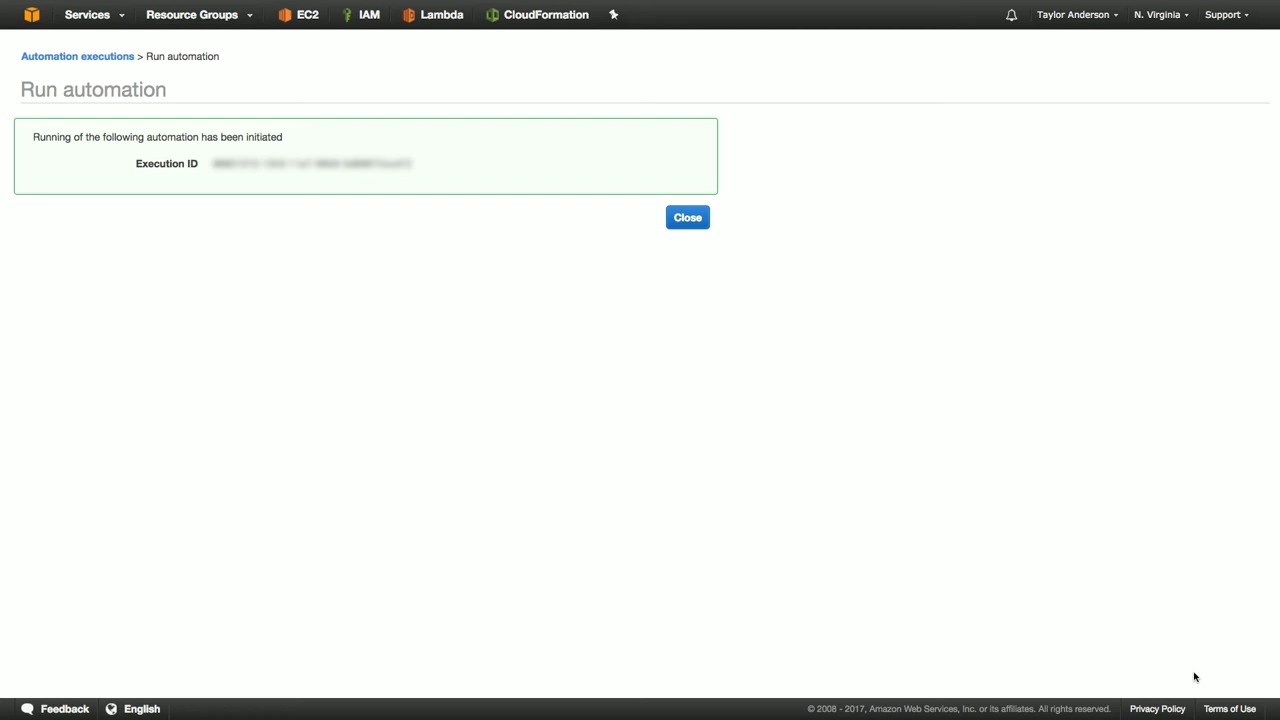 Services Resource Groups EC2 IAM Lambda CloudFormation Taylor Anderson N. Virginia Support
Automation executions > Run automation
Run automation
Running of the following automation has been initiated
Execution ID
Close
Feedback English © 2008 - 2017, Amazon Web Services, Inc. or its affiliates. All rights reserved. Privacy Policy Terms of Use